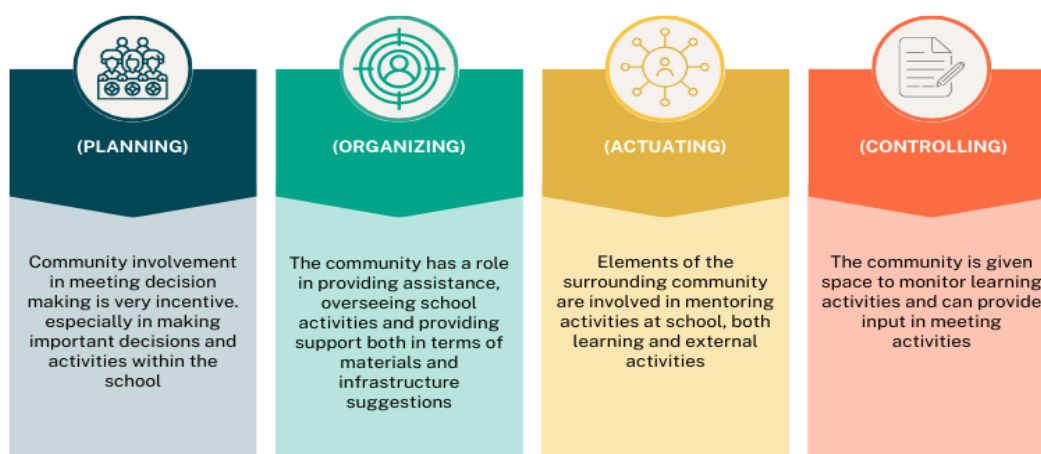 (PLANNING)
Community involvement
in meeting decision
making is very incentive.
especially in making
important decisions and
activities within the
school
(ORGANIZING)
The community has a role
in providing assistance,
overseeing school
activities and providing
support both in terms of
materials and
infrastructure
suggestions
(ACTUATING)
Elements of the
surrounding community
are involved in mentoring
activities at school, both
learning and external
activities
(CONTROLLING)
The community is given
space to monitor learning
activities and can provide
input in meeting
activities